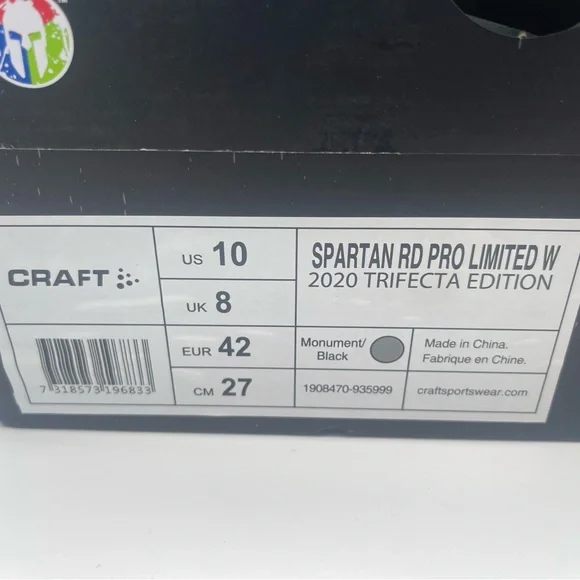 CRAFT
US 10
UK 8
EUR 42
CM 27
SPARTAN RD PRO LIMITED W
2020 TRIFECTA EDITION
Monument/
Black
Made in China.
Fabrique en Chine.
7 318573 196833
1908470-935999
craftsportswear.com